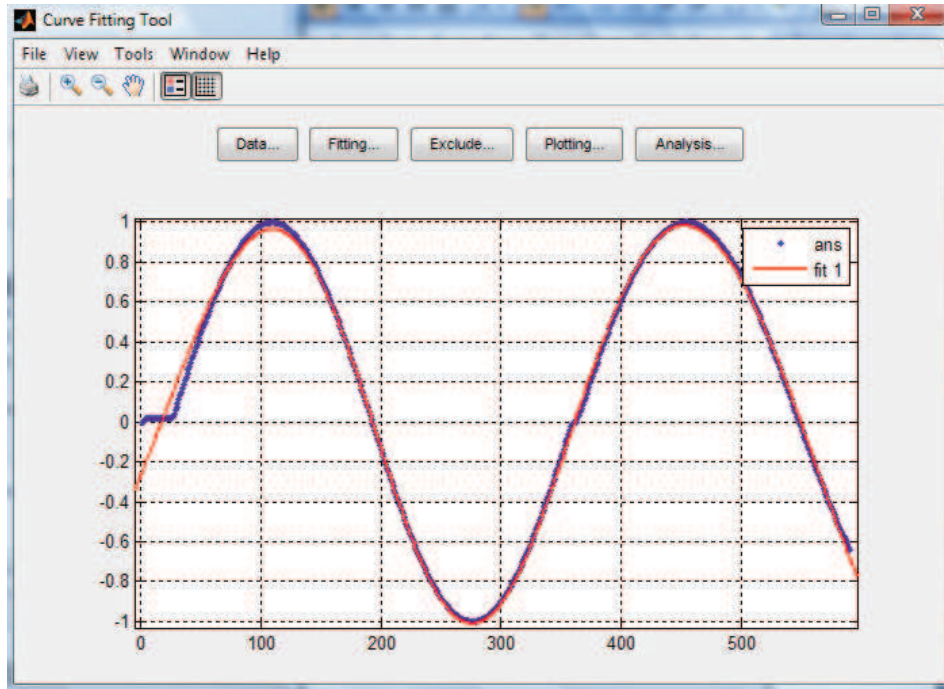 Curve Fitting Tool
File View Tools Window Help
Data... Fitting... Exclude... Plotting... Analysis...
1
0.8
0.6
0.4
0.2
0
-0.2
-0.4
-0.6
-0.8
-1
0 100 200 300 400 500
ans
fit 1